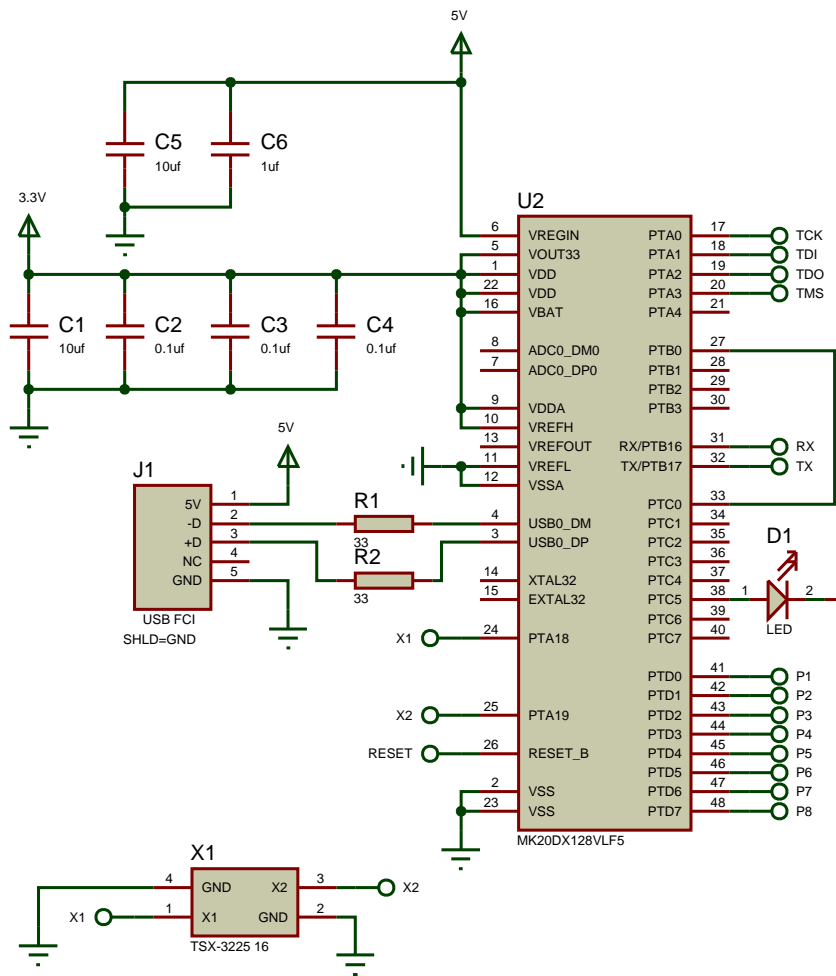 5V
C5
10uf
C6
1uf
3.3V
C1
10uf
C2
0.1uf
C3
0.1uf
C4
0.1uf
U2
6 VREGIN PTA0 17 TCK
5 VOUT33 PTA1 18 TDI
1 VDD PTA2 19 TDO
22 VDD PTA3 20 TMS
16 VBAT PTA4 21
8 ADC0_DM0 PTB0 27
7 ADC0_DP0 PTB1 28
PTB2 29
9 VDDA PTB3 30
10 VREFH
13 VREFOUT RX/PTB16 31 RX
11 VREFL TX/PTB17 32 TX
12 VSSA
PTC0 33
4 USB0_DM PTC1 34
3 USB0_DP PTC2 35
PTC3 36
14 XTAL32 PTC4 37
15 EXTAL32 PTC5 38
PTC6 39
X1 24 PTA18 PTC7 40
PTD0 41 P1
PTD1 42 P2
X2 25 PTA19 PTD2 43 P3
PTD3 44 P4
RESET 26 RESET_B PTD4 45 P5
PTD5 46 P6
2 VSS PTD6 47 P7
23 VSS PTD7 48 P8
MK20DX128VLF5
D1
1 2
LED
5V
J1
5V 1
-D 2
+D 3
NC 4
GND 5
USB FCI
SHLD=GND
R1
33
R2
33
X1
4 GND X2 3 X2
X1 1 X1 GND 2
TSX-3225 16